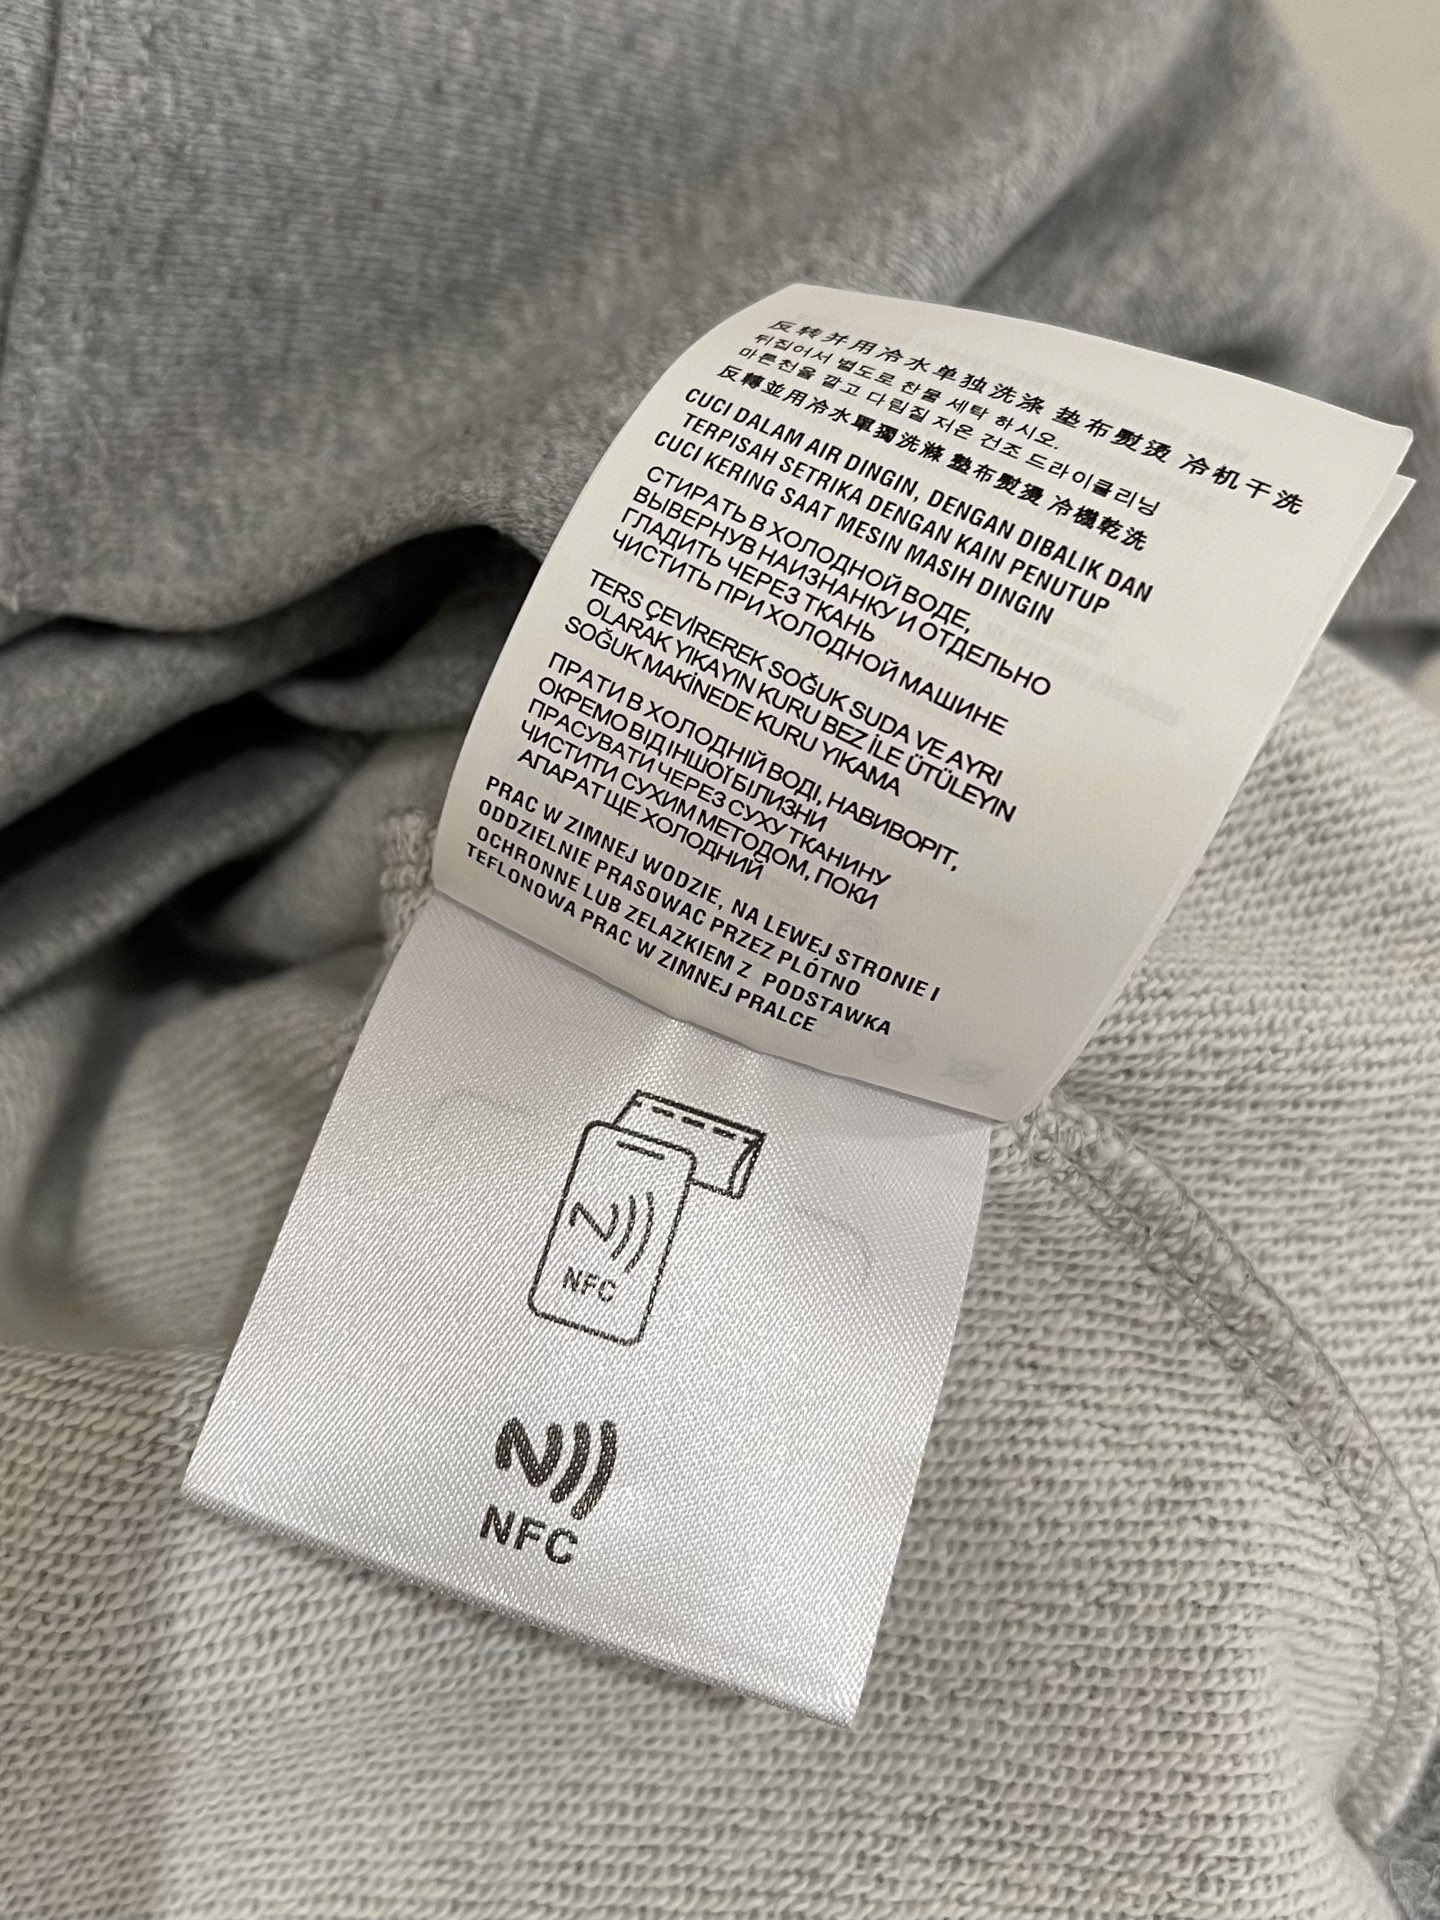 反转并用冷水单独洗涤 垫布熨烫 冷机干洗
뒤집어서 별도로 찬물 세탁 하시오.
마른천을 깔고 다림질 저온 건조 드라이클리닝
反轉並用冷水單獨洗滌 墊布熨燙 冷機乾洗
CUCI DALAM AIR DINGIN, DENGAN DIBALIK DAN
TERPISAH SETRIKA DENGAN KAIN PENUTUP
CUCI KERING SAAT MESIN MASIH DINGIN
СТИРАТЬ В ХОЛОДНОЙ ВОДЕ,
ВЫВЕРНУВ НАИЗНАНКУ И ОТДЕЛЬНО
ГЛАДИТЬ ЧЕРЕЗ ТКАНЬ
ЧИСТИТЬ ПРИ ХОЛОДНОЙ МАШИНЕ
TERS ÇEVİREREK SOĞUK SUDA VE AYRI
OLARAK YIKAYIN KURU BEZ İLE ÜTÜLEYIN
SOĞUK MAKİNEDE KURU YIKAMA
ПРАТИ В ХОЛОДНІЙ ВОДІ, НАВИВОРІТ,
ОКРЕМО ВІД ІНШОЇ БІЛИЗНИ
ПРАСУВАТИ ЧЕРЕЗ СУХУ ТКАНИНУ
ЧИСТИТИ СУХИМ МЕТОДОМ, ПОКИ
АПАРАТ ЩЕ ХОЛОДНИЙ
PRAC W ZIMNEJ WODZIE, NA LEWEJ STRONIE I
ODDZIELNIE PRASOWAC PRZEZ PLÓTNO
OCHRONNE LUB ZELAZKIEM Z PODSTAWKA
TEFLONOWA PRAC W ZIMNEJ PRALCE
NFC
NFC